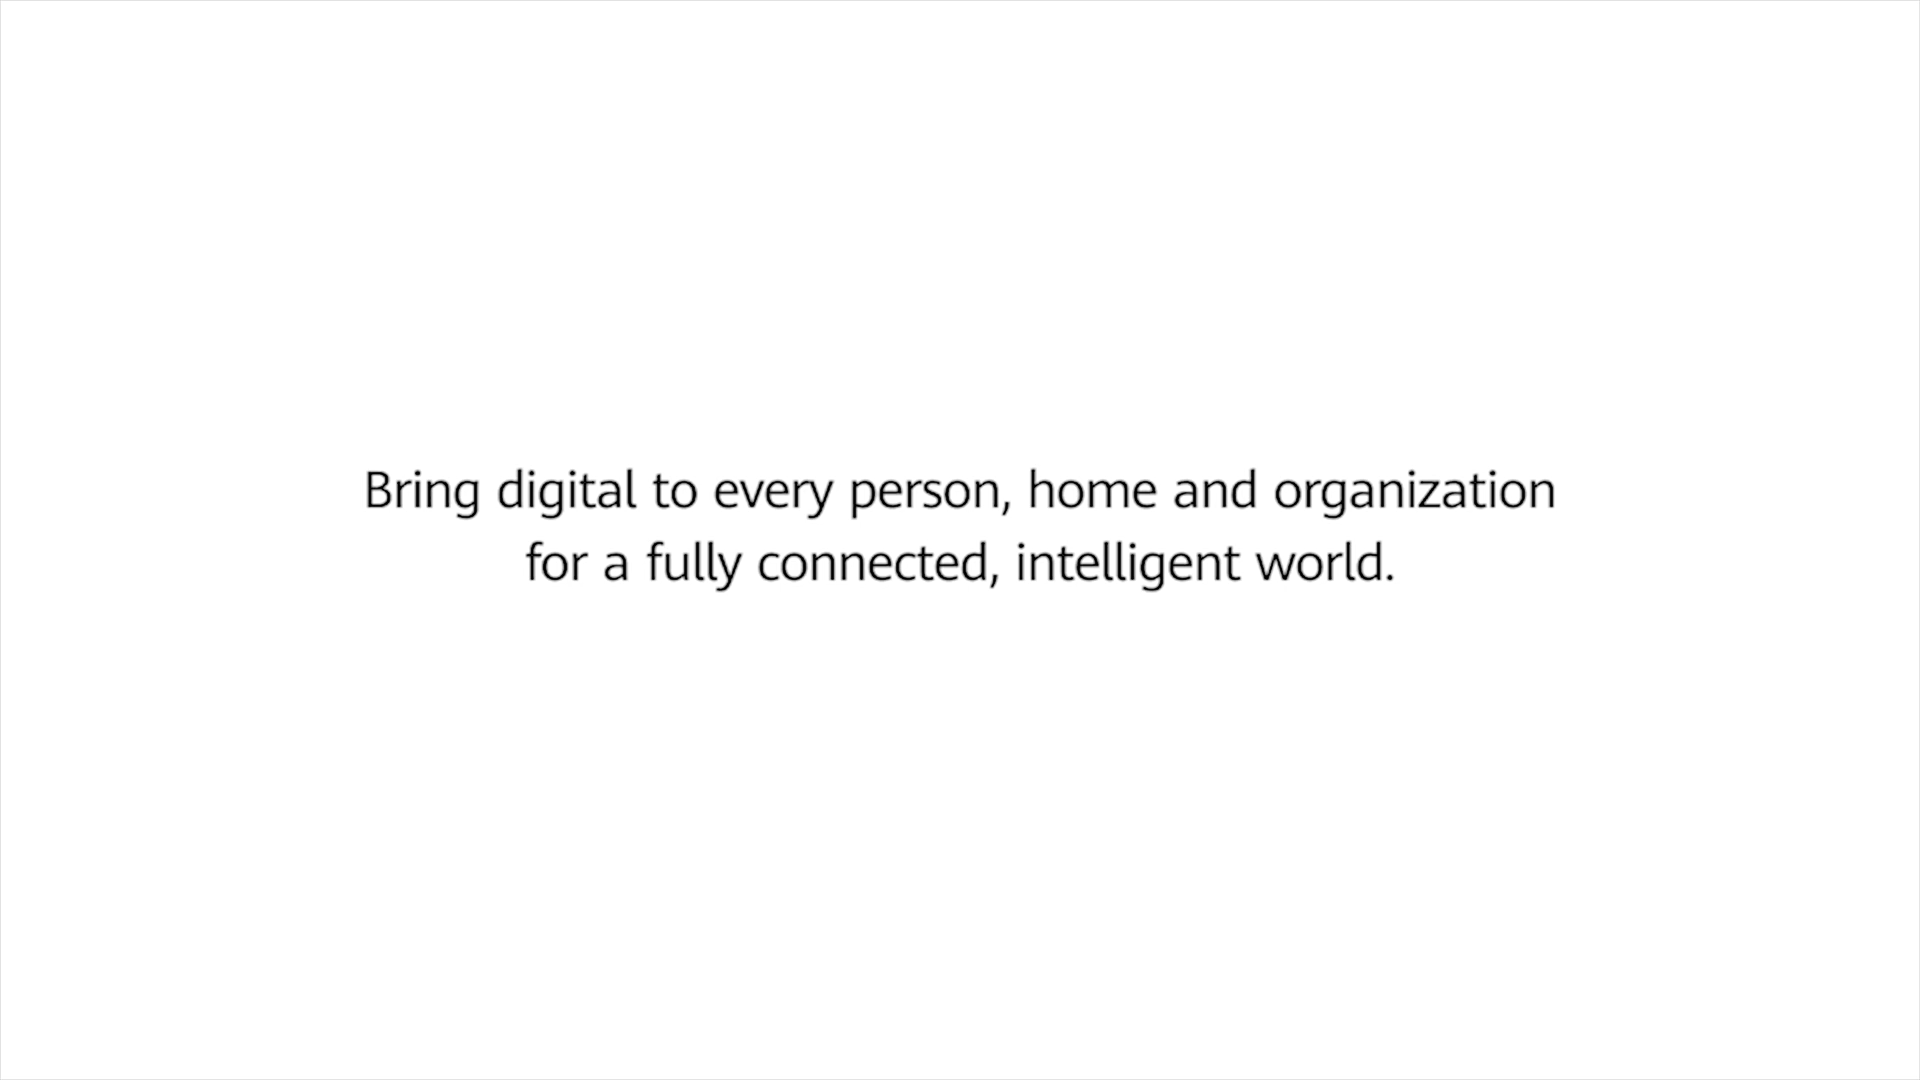 Bring digital to every person, home and organization
for a fully connected, intelligent world.